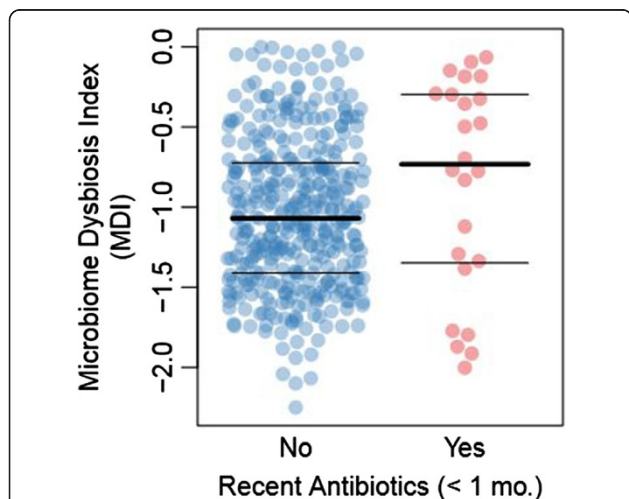 Microbiome Dysbiosis Index
(MDI)
0.0
−0.5
−1.0
−1.5
−2.0
No
Yes
Recent Antibiotics (< 1 mo.)